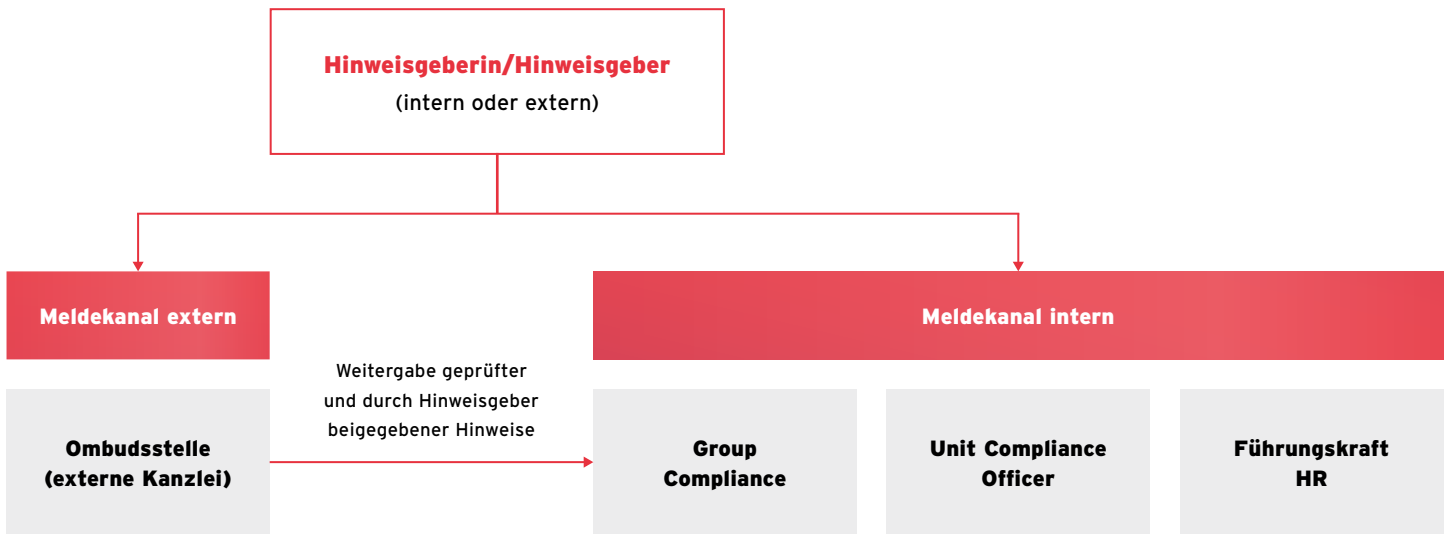 Hinweisgeberin/Hinweisgeber
(intern oder extern)
Meldekanal extern
Meldekanal intern
Weitergabe geprüfter
und durch Hinweisgeber
beigegebener Hinweise
Ombudsstelle
(externe Kanzlei)
Group
Compliance
Unit Compliance
Officer
Führungskraft
HR